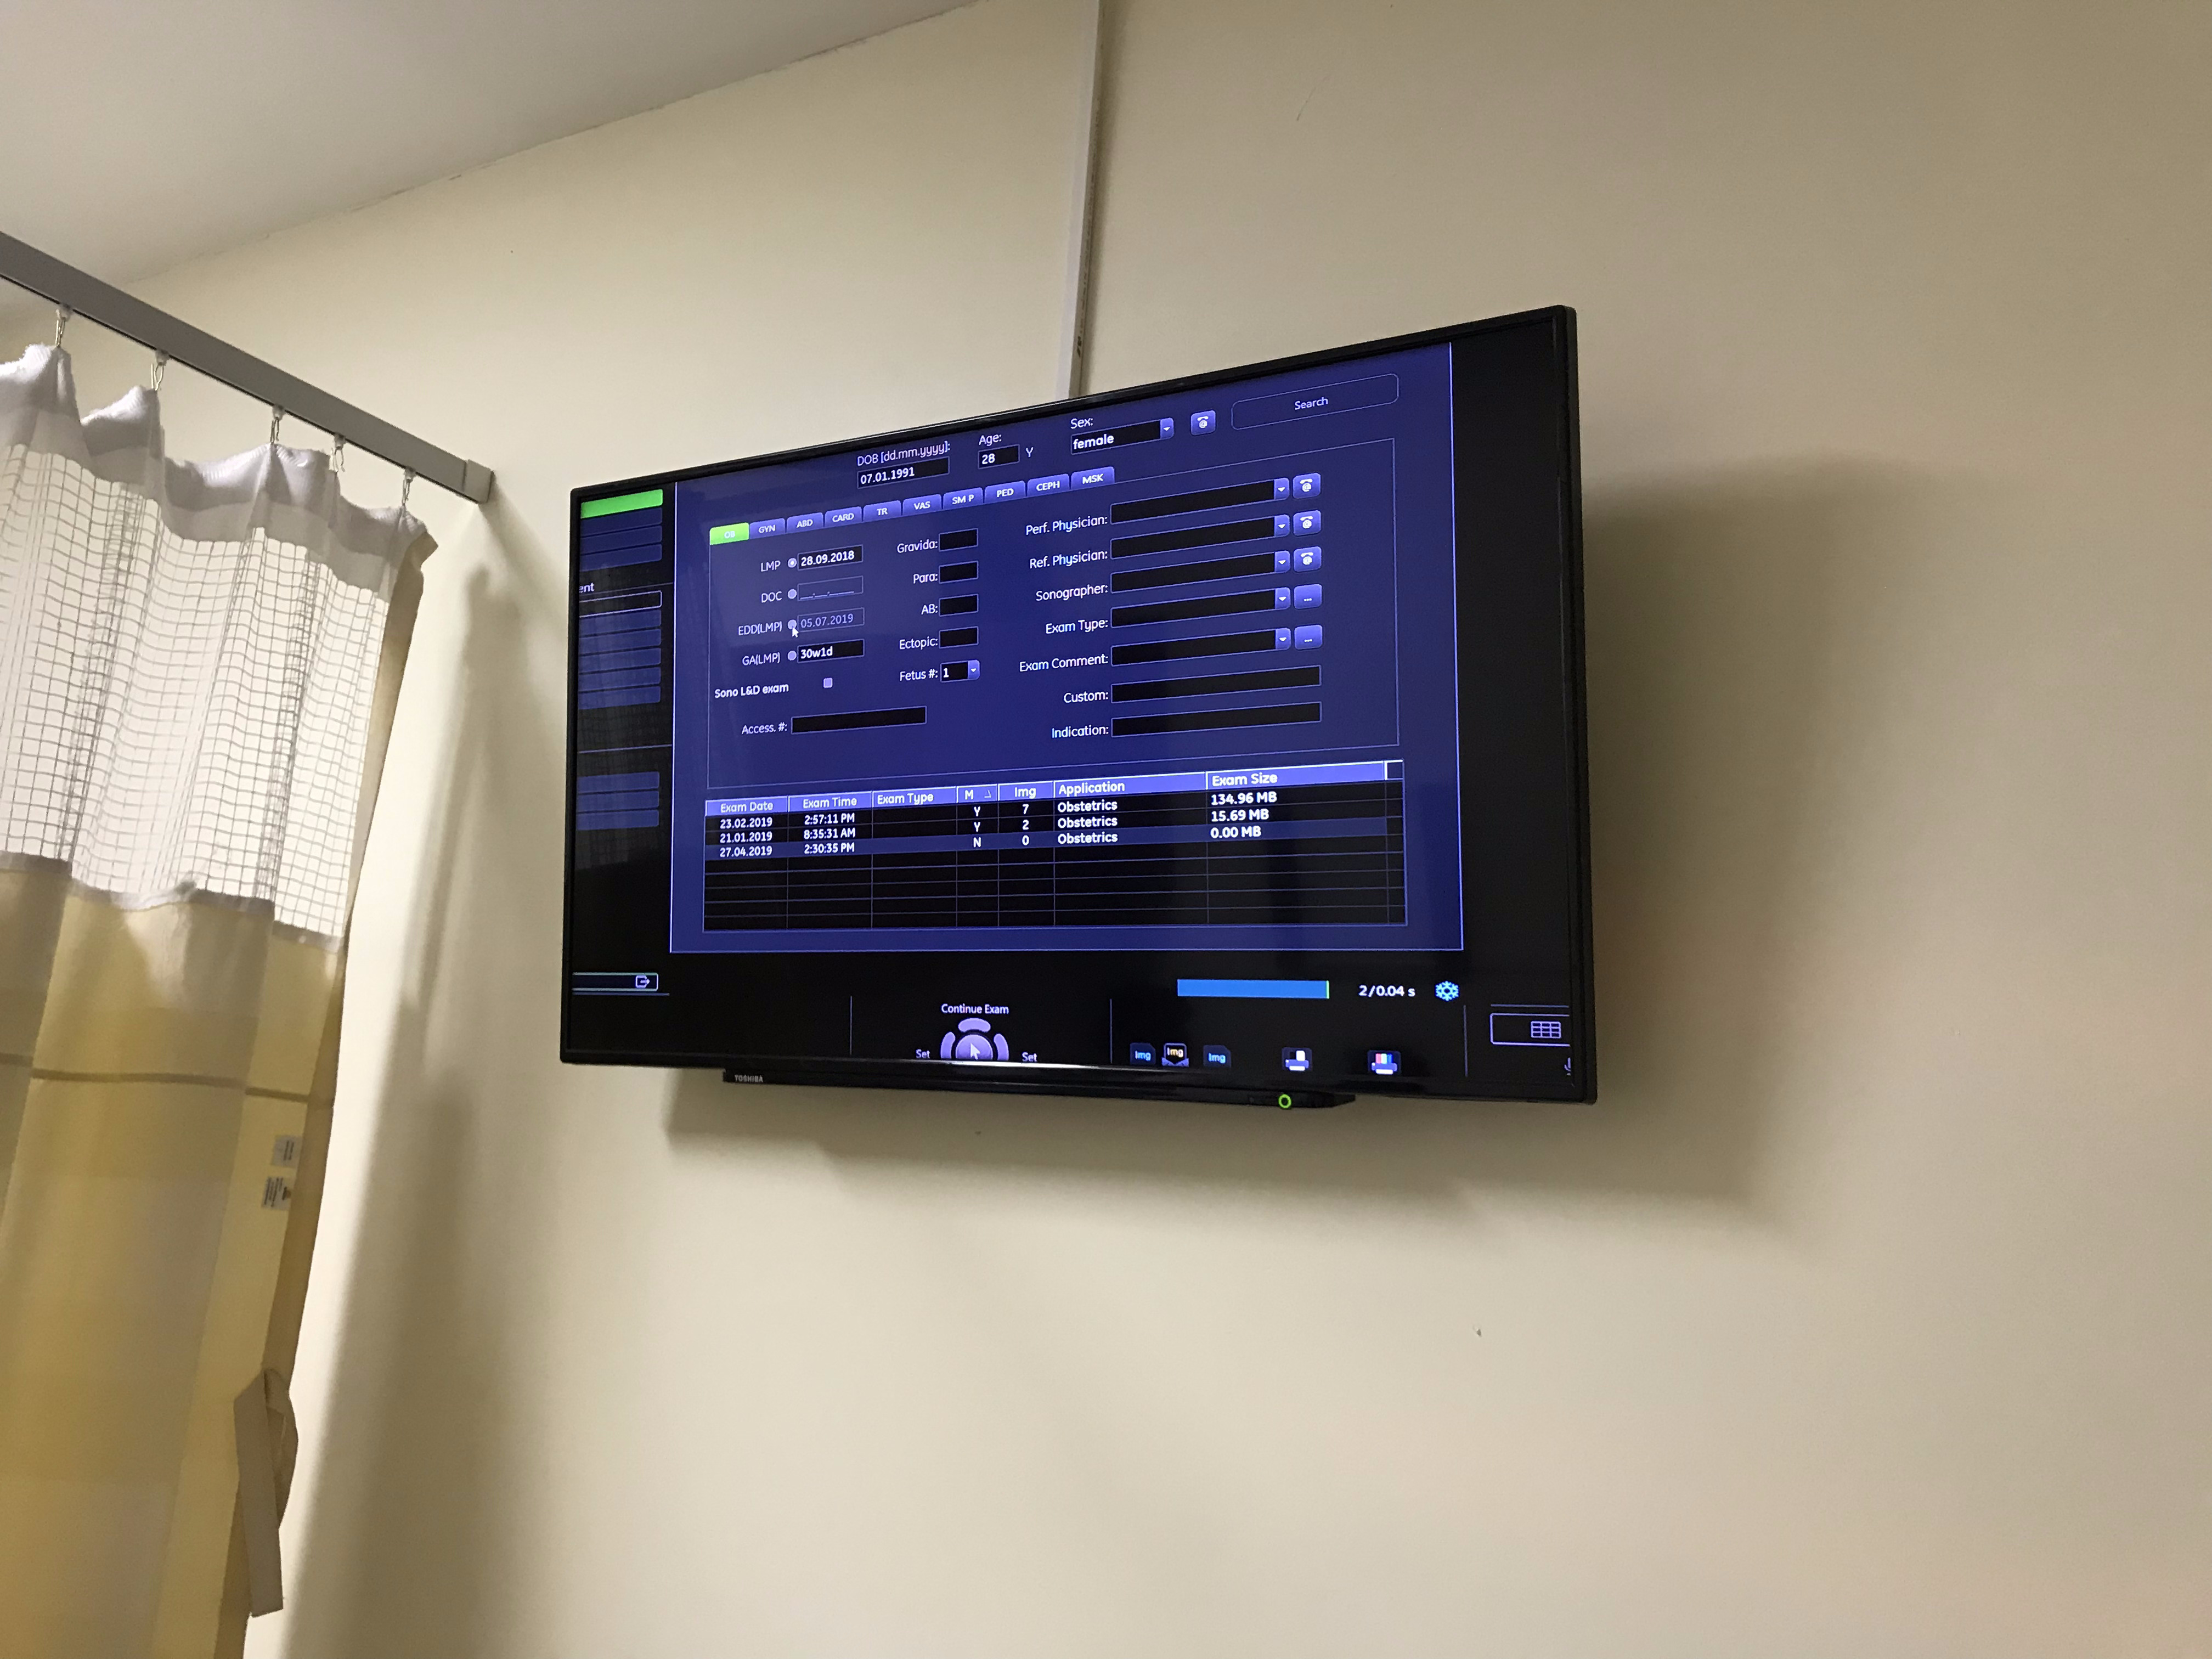 Search
Sex:
female
Age:
28 Y
DOB [dd.mm.yyyy]:
07.01.1991
OB GYN ABD CARD TR VAS SM P PED CEPH MSK
LMP 28.09.2018
DOC __.__.____
EDD(LMP) 05.07.2019
GA(LMP) 30w1d
Sono L&D exam
Access. #:
Gravida:
Para:
AB:
Ectopic:
Fetus #: 1
Perf. Physician:
Ref. Physician:
Sonographer:
Exam Type:
Exam Comment:
Custom:
Indication:
ent
Exam Date Exam Time Exam Type M Img Application Exam Size
23.02.2019 2:57:11 PM Y 7 Obstetrics 134.96 MB
21.01.2019 8:35:31 AM Y 2 Obstetrics 15.69 MB
27.04.2019 2:30:35 PM N 0 Obstetrics 0.00 MB
2/0.04 s
Continue Exam
Set Set
Img Img Img
TOSHIBA